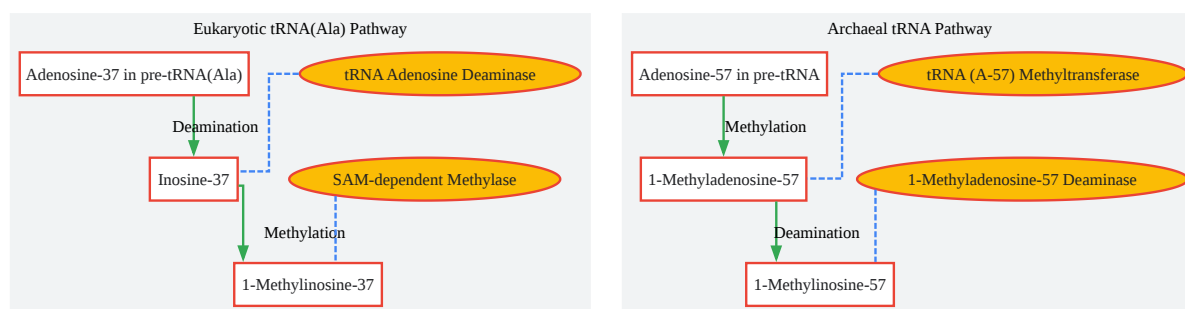 Eukaryotic tRNA(Ala) Pathway
Adenosine-37 in pre-tRNA(Ala)
tRNA Adenosine Deaminase
Deamination
Inosine-37
SAM-dependent Methylase
Methylation
1-Methylinosine-37
Archaeal tRNA Pathway
Adenosine-57 in pre-tRNA
tRNA (A-57) Methyltransferase
Methylation
1-Methyladenosine-57
1-Methyladenosine-57 Deaminase
Deamination
1-Methylinosine-57